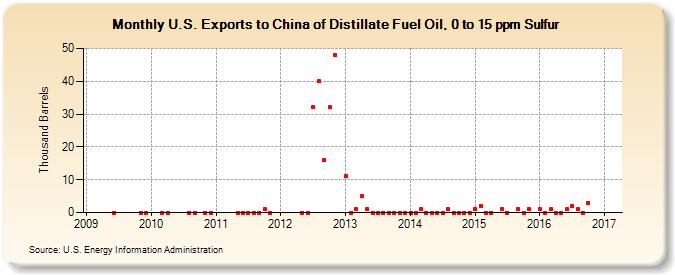 Monthly U.S. Exports to China of Distillate Fuel Oil, 0 to 15 ppm Sulfur
Thousand Barrels
50
40
30
20
10
0
2009 2010 2011 2012 2013 2014 2015 2016 2017
Source: U.S. Energy Information Administration